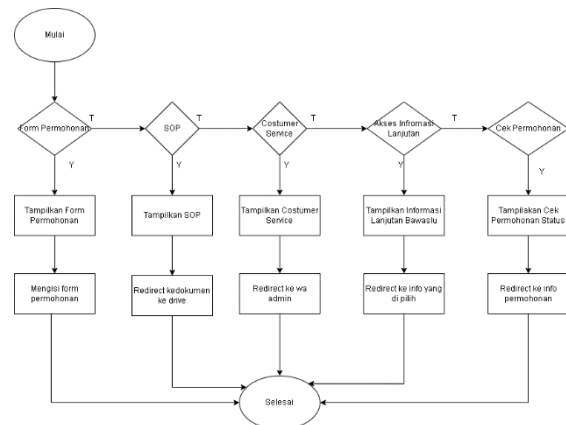 Mulai
Form Permohonan
T
SOP
T
Costumer
Service
T
Akses Infromasi
Lanjutan
T
Cek Permohonan
Y
Y
Y
Y
Y
Tampilkan Form
Permohonan
Tampilkan SOP
Tampilkan Costumer
Service
Tampilkan Informasi
Lanjutan Bawaslu
Tampilakan Cek
Permohonan Status
Mengisi form
permohonan
Redirect kedokumen
ke drive
Redirect ke wa
admin
Redirect ke info yang
di pilih
Redirect ke info
permohonan
Selesai